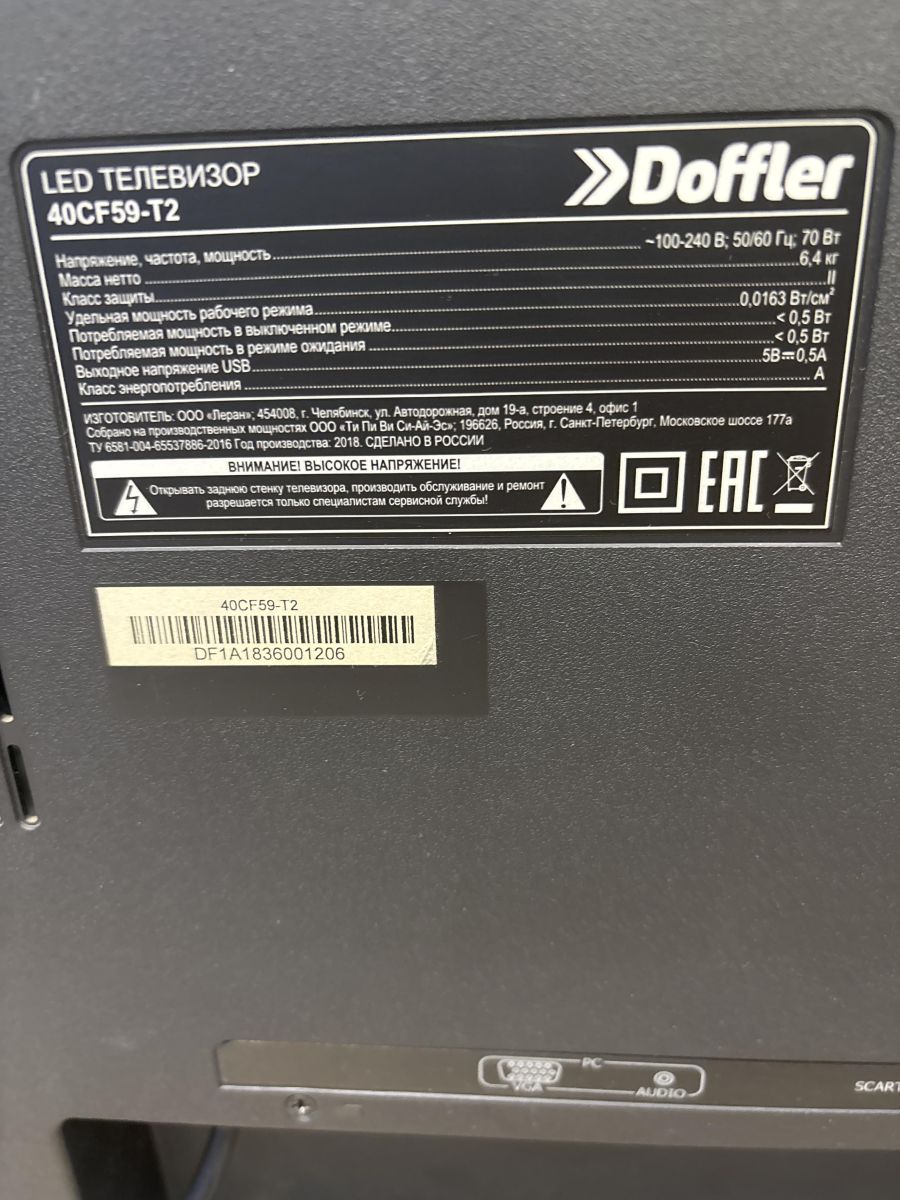 LED ТЕЛЕВИЗОР
40CF59-T2
Doffler
Напряжение, частота, мощность ~100-240 В; 50/60 Гц; 70 Вт
Масса нетто 6,4 кг
Класс защиты II
Удельная мощность рабочего режима 0,0163 Вт/см²
Потребляемая мощность в выключенном режиме < 0,5 Вт
Потребляемая мощность в режиме ожидания < 0,5 Вт
Выходное напряжение USB 5В⎓0,5А
Класс энергопотребления А
ИЗГОТОВИТЕЛЬ: ООО «Леран»; 454008, г. Челябинск, ул. Автодорожная, дом 19-а, строение 4, офис 1
Собрано на производственных мощностях ООО «Ти Пи Ви Си-Ай-Эс»; 196626, Россия, г. Санкт-Петербург, Московское шоссе 177а
ТУ 6581-004-65537886-2016 Год производства: 2018. СДЕЛАНО В РОССИИ
ВНИМАНИЕ! ВЫСОКОЕ НАПРЯЖЕНИЕ!
Открывать заднюю стенку телевизора, производить обслуживание и ремонт
разрешается только специалистам сервисной службы!
EAC
40CF59-T2
DF1A1836001206
PC
VGA
AUDIO
SCART